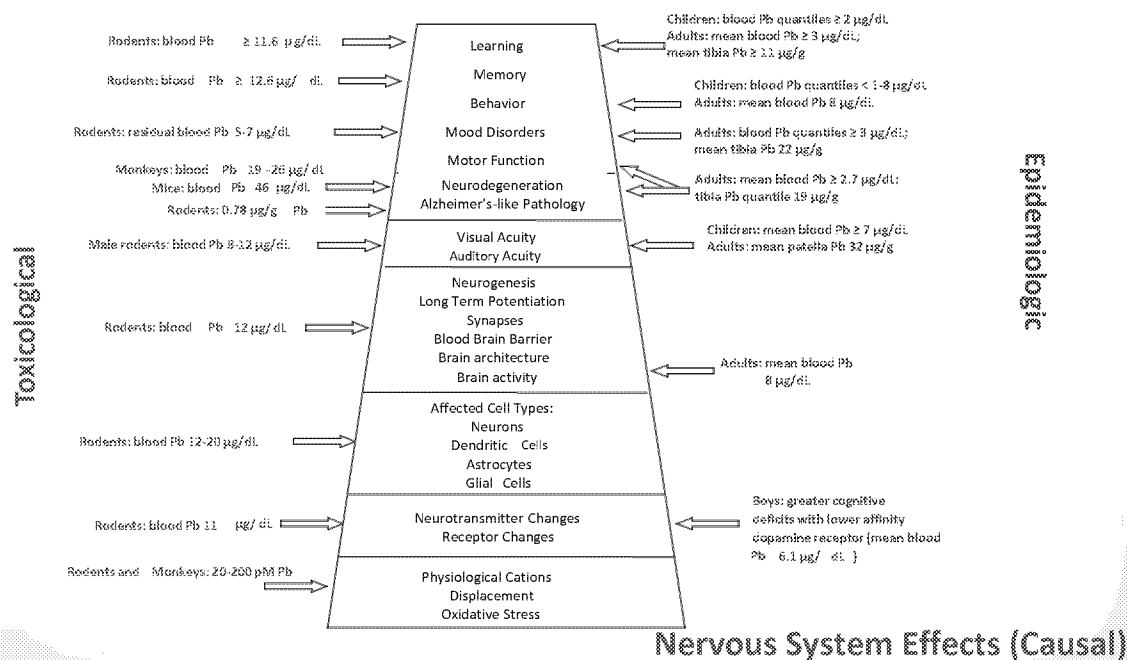 Toxicological
Rodents: blood Pb ≥ 11.6 µg/dL
Rodents: blood Pb ≥ 12.6 µg/ dL
Rodents: residual blood Pb 5-7 µg/dL
Monkeys: blood Pb 19 -26 µg/ dL
Mice: blood Pb 46 µg/dL
Rodents: 0.78 µg/g Pb
Male rodents: blood Pb 8-12 µg/dL
Rodents: blood Pb 12 µg/ dL
Rodents: blood Pb 12-20 µg/dL
Rodents: blood Pb 11 µg/ dL
Rodents and Monkeys: 20-200 pM Pb
Learning
Memory
Behavior
Mood Disorders
Motor Function
Neurodegeneration
Alzheimer's-like Pathology
Visual Acuity
Auditory Acuity
Neurogenesis
Long Term Potentiation
Synapses
Blood Brain Barrier
Brain architecture
Brain activity
Affected Cell Types:
Neurons
Dendritic Cells
Astrocytes
Glial Cells
Neurotransmitter Changes
Receptor Changes
Physiological Cations
Displacement
Oxidative Stress
Children: blood Pb quantiles ≥ 2 µg/dL
Adults: mean blood Pb ≥ 3 µg/dL;
mean tibia Pb ≥ 11 µg/g
Children: blood Pb quantiles < 1-8 µg/dL
Adults: mean blood Pb 8 µg/dL
Adults: blood Pb quantiles ≥ 3 µg/dL;
mean tibia Pb 22 µg/g
Adults: mean blood Pb ≥ 2.7 µg/dL;
tibia Pb quantile 19 µg/g
Children: mean blood Pb ≥ 7 µg/dL
Adults: mean patella Pb 32 µg/g
Adults: mean blood Pb
8 µg/dL
Boys: greater cognitive
deficits with lower affinity
dopamine receptor (mean blood
Pb 6.1 µg/ dL )
Epidemiologic
Nervous System Effects (Causal)